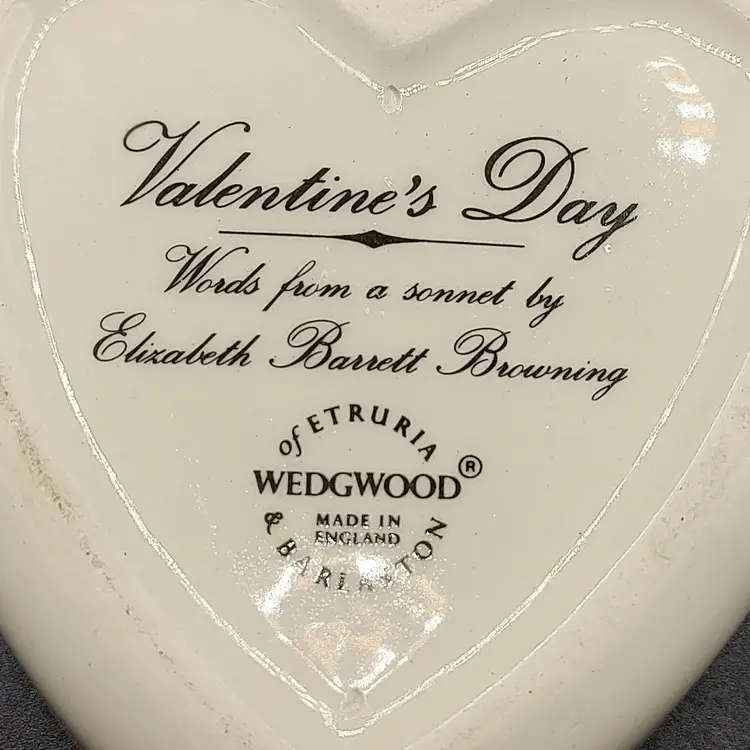 Valentine's Day
Words from a sonnet by
Elizabeth Barrett Browning
of ETRURIA
WEDGWOOD®
MADE IN
ENGLAND
& BARLASTON